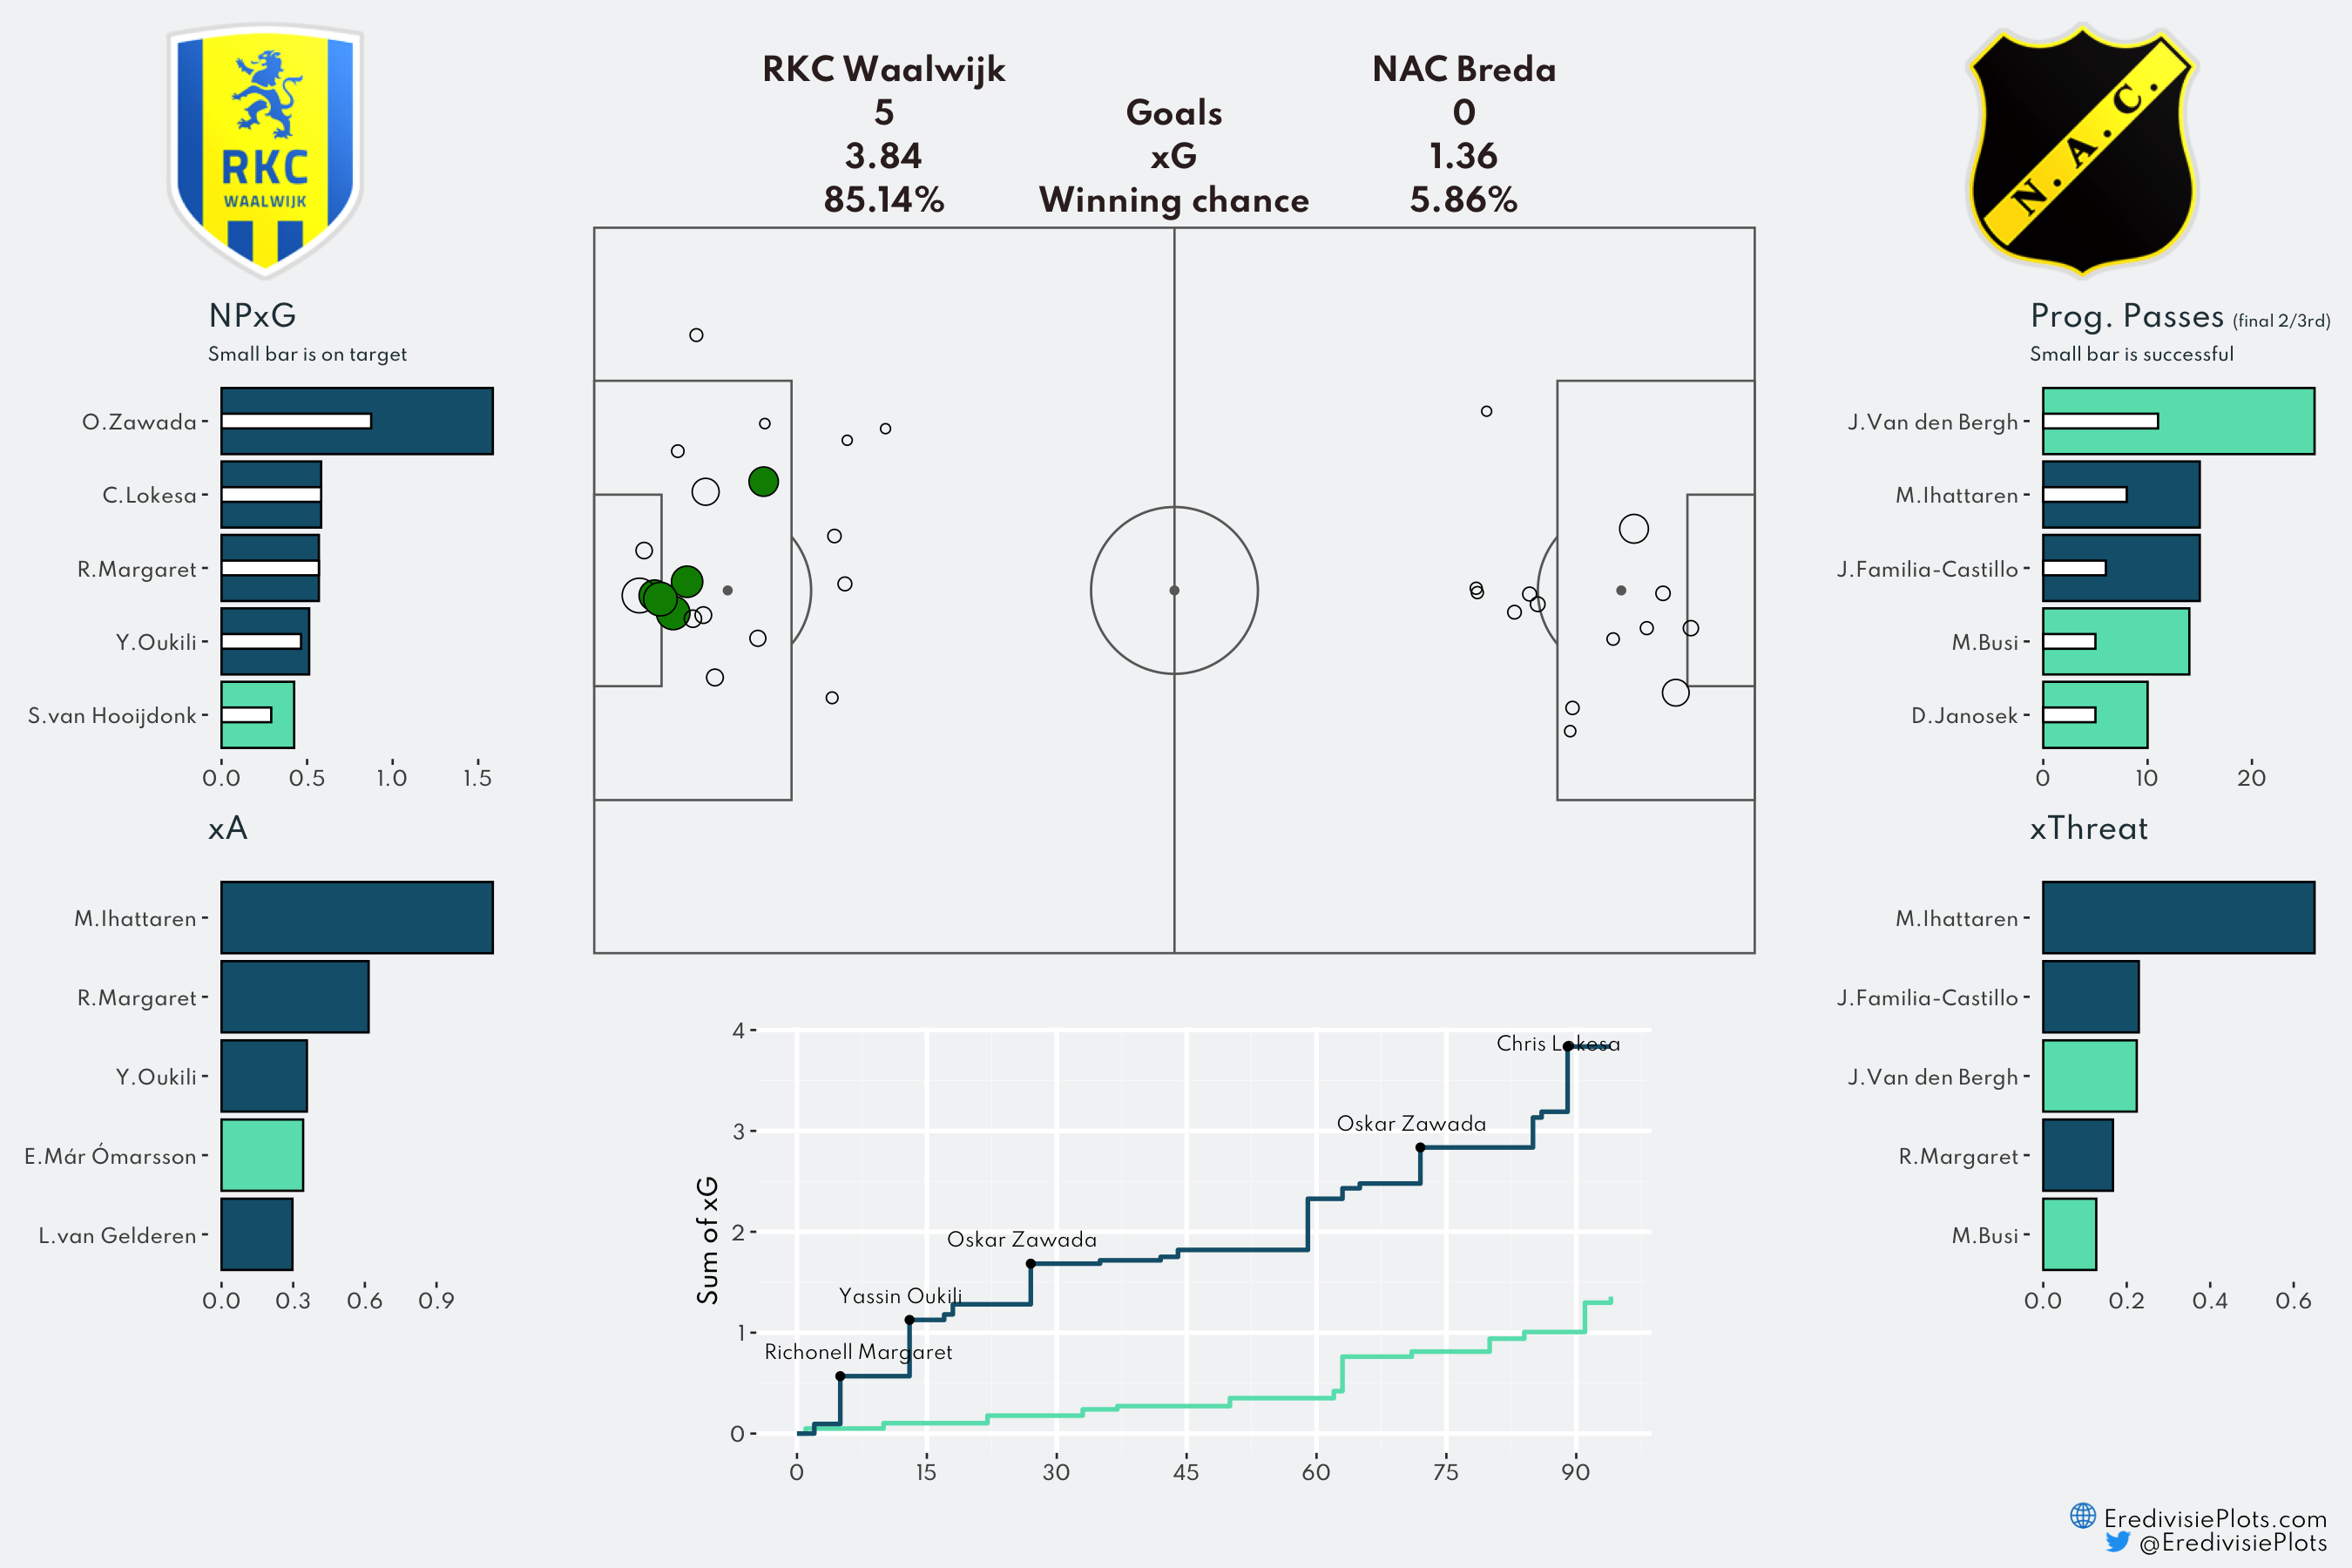 RKC
WAALWIJK
N.A.C.
RKC Waalwijk NAC Breda
5 Goals 0
3.84 xG 1.36
85.14% Winning chance 5.86%
NPxG
Small bar is on target
O.Zawada
C.Lokesa
R.Margaret
Y.Oukili
S.van Hooijdonk
0.0 0.5 1.0 1.5
xA
M.Ihattaren
R.Margaret
Y.Oukili
E.Már Ómarsson
L.van Gelderen
0.0 0.3 0.6 0.9
Sum of xG
4
3
2
1
0
Chris Lokesa
Oskar Zawada
Oskar Zawada
Yassin Oukili
Richonell Margaret
0 15 30 45 60 75 90
Prog. Passes (final 2/3rd)
Small bar is successful
J.Van den Bergh
M.Ihattaren
J.Familia-Castillo
M.Busi
D.Janosek
0 10 20
xThreat
M.Ihattaren
J.Familia-Castillo
J.Van den Bergh
R.Margaret
M.Busi
0.0 0.2 0.4 0.6
EredivisiePlots.com
@EredivisiePlots